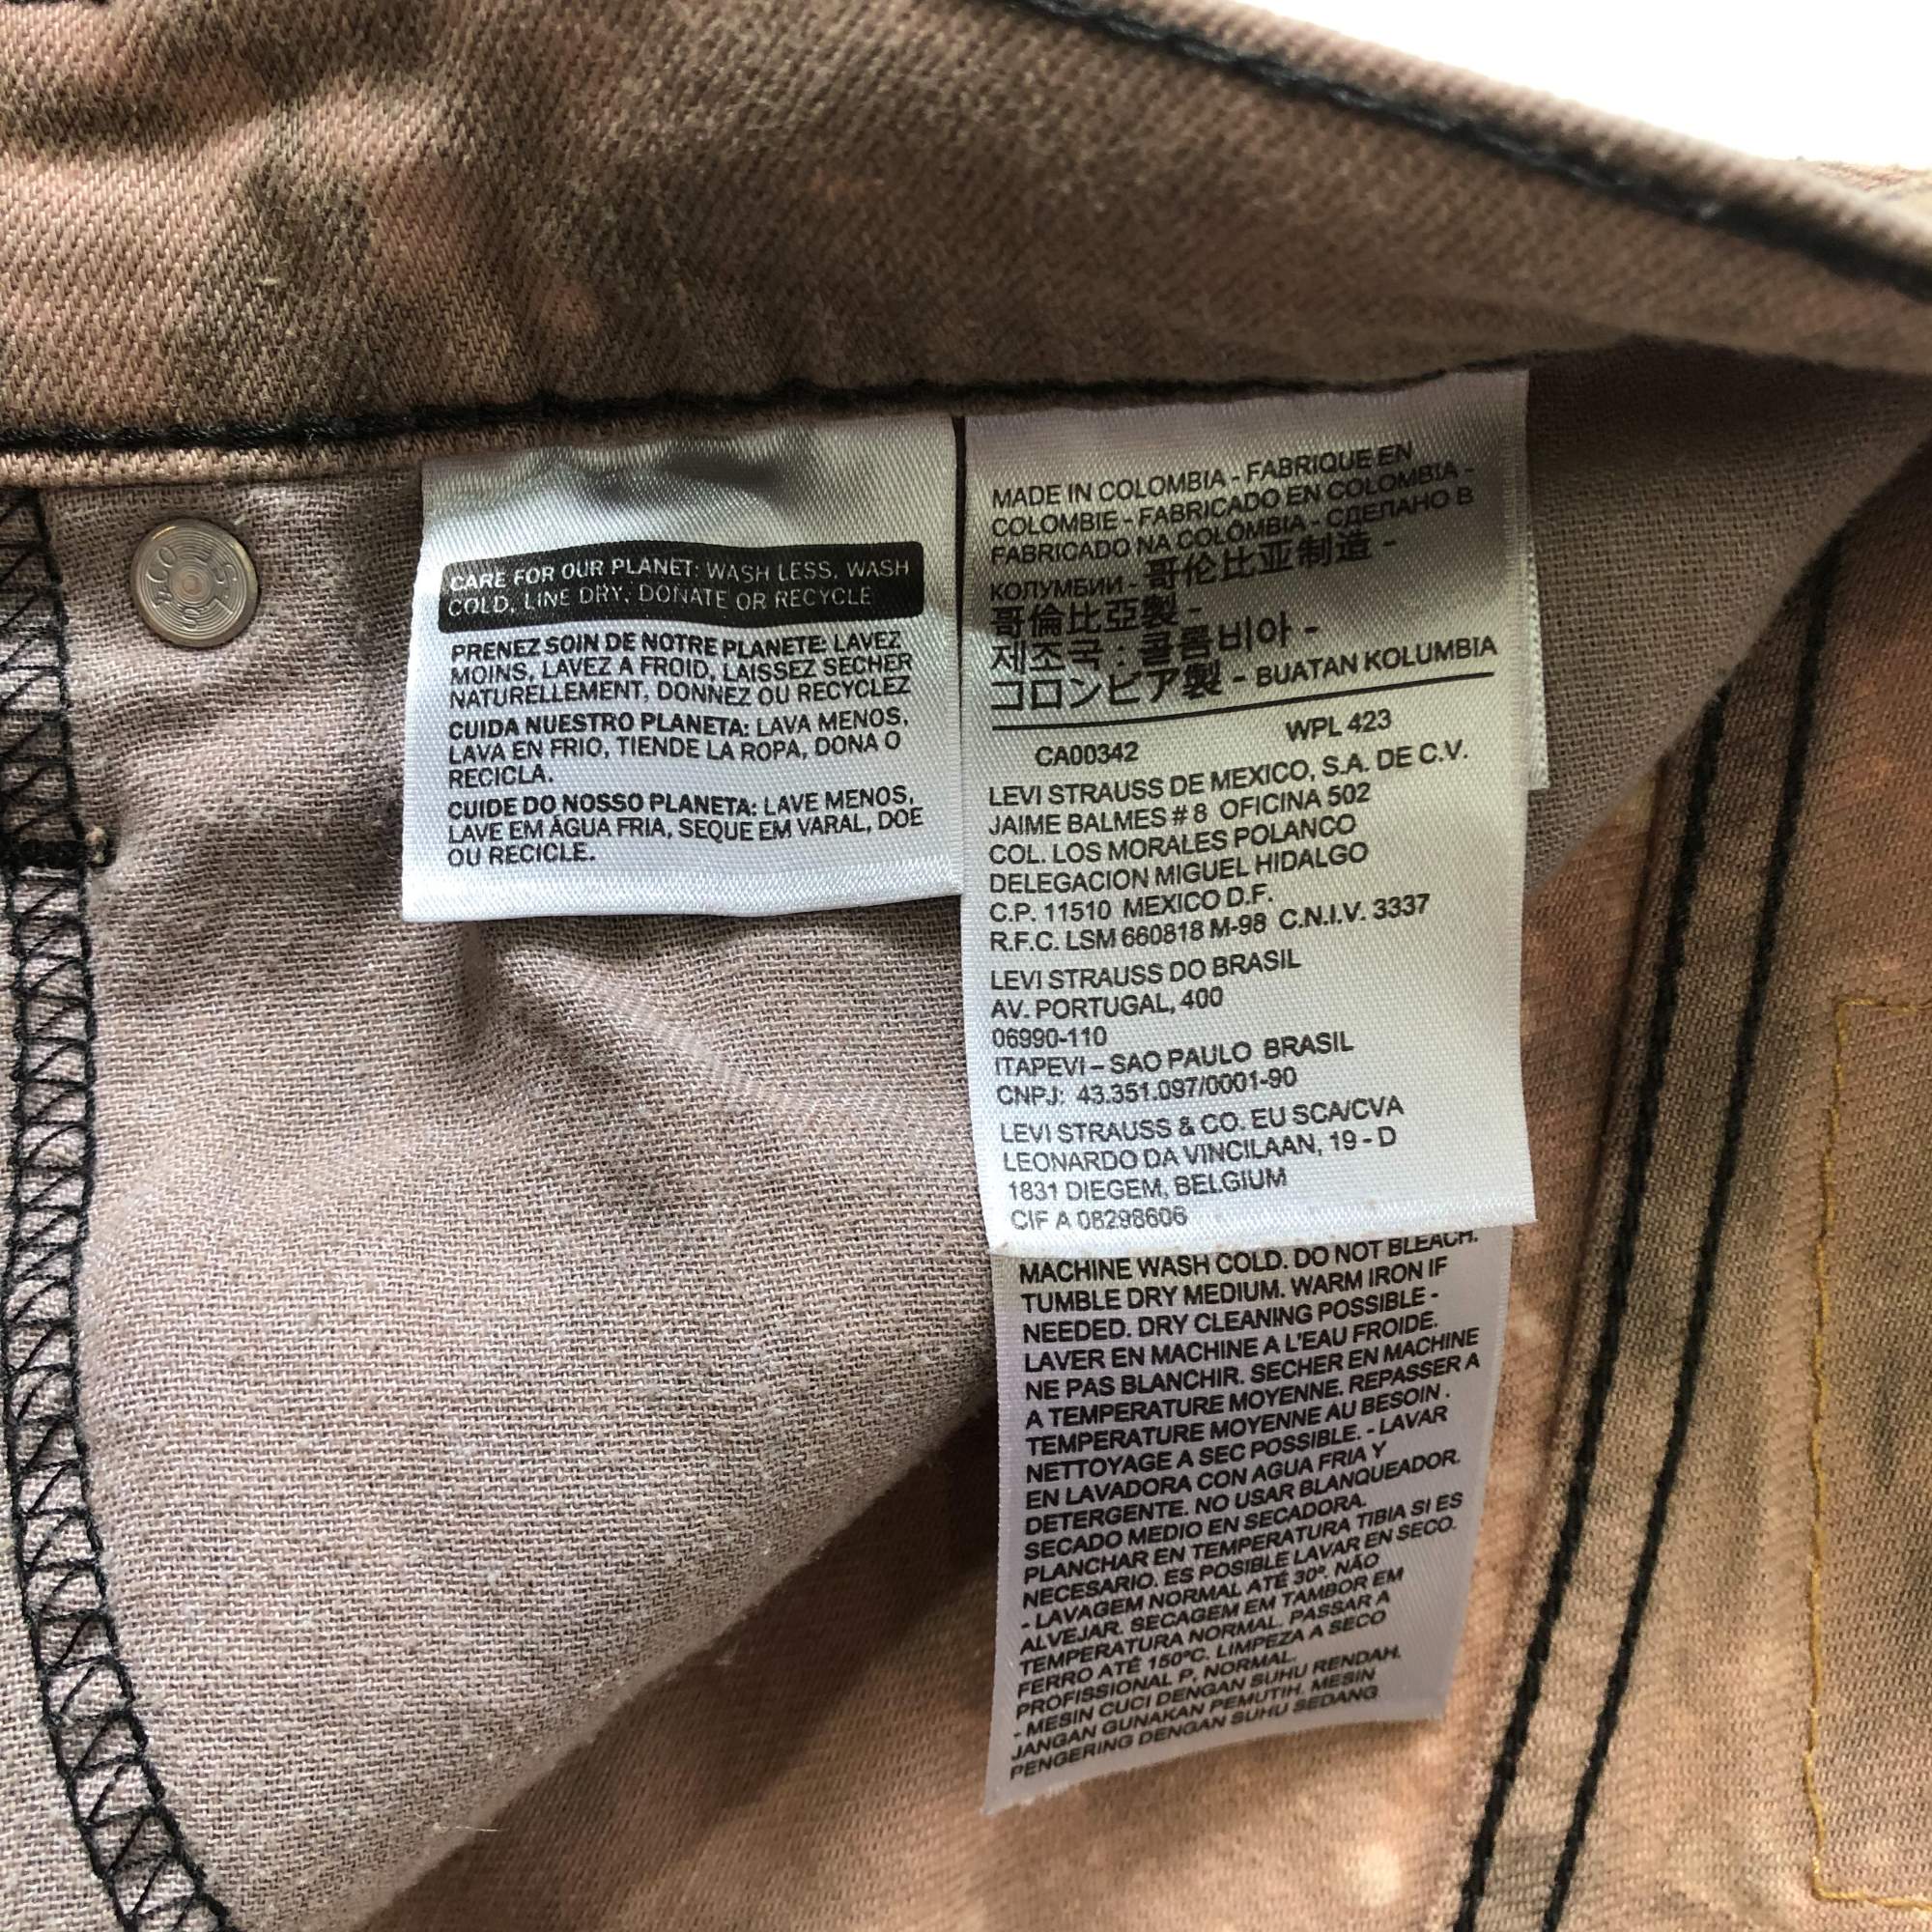 CARE FOR OUR PLANET: WASH LESS, WASH
COLD, LINE DRY, DONATE OR RECYCLE
PRENEZ SOIN DE NOTRE PLANETE: LAVEZ
MOINS, LAVEZ A FROID, LAISSEZ SECHER
NATURELLEMENT, DONNEZ OU RECYCLEZ
CUIDA NUESTRO PLANETA: LAVA MENOS,
LAVA EN FRIO, TIENDE LA ROPA, DONA O
RECICLA.
CUIDE DO NOSSO PLANETA: LAVE MENOS,
LAVE EM ÁGUA FRIA, SEQUE EM VARAL, DOE
OU RECICLE.
MADE IN COLOMBIA - FABRIQUE EN
COLOMBIE - FABRICADO EN COLOMBIA -
FABRICADO NA COLÔMBIA - СДЕЛАНО В
КОЛУМБИИ - 哥伦比亚制造 -
哥倫比亞製 -
제조국 : 콜롬비아 -
コロンビア製 - BUATAN KOLUMBIA
CA00342 WPL 423
LEVI STRAUSS DE MEXICO, S.A. DE C.V.
JAIME BALMES # 8 OFICINA 502
COL. LOS MORALES POLANCO
DELEGACION MIGUEL HIDALGO
C.P. 11510 MEXICO D.F.
R.F.C. LSM 660818 M-98 C.N.I.V. 3337
LEVI STRAUSS DO BRASIL
AV. PORTUGAL, 400
06990-110
ITAPEVI – SAO PAULO BRASIL
CNPJ: 43.351.097/0001-90
LEVI STRAUSS & CO. EU SCA/CVA
LEONARDO DA VINCILAAN, 19 - D
1831 DIEGEM, BELGIUM
CIF A 08298606
MACHINE WASH COLD. DO NOT BLEACH.
TUMBLE DRY MEDIUM. WARM IRON IF
NEEDED. DRY CLEANING POSSIBLE -
LAVER EN MACHINE A L'EAU FROIDE.
NE PAS BLANCHIR. SECHER EN MACHINE
A TEMPERATURE MOYENNE. REPASSER A
TEMPERATURE MOYENNE AU BESOIN .
NETTOYAGE A SEC POSSIBLE. - LAVAR
EN LAVADORA CON AGUA FRIA Y
DETERGENTE. NO USAR BLANQUEADOR.
SECADO MEDIO EN SECADORA.
PLANCHAR EN TEMPERATURA TIBIA SI ES
NECESARIO. ES POSIBLE LAVAR EN SECO.
- LAVAGEM NORMAL ATÉ 30º. NÃO
ALVEJAR. SECAGEM EM TAMBOR EM
TEMPERATURA NORMAL. PASSAR A
FERRO ATÉ 150ºC. LIMPEZA A SECO
PROFISSIONAL P, NORMAL.
- MESIN CUCI DENGAN SUHU RENDAH.
JANGAN GUNAKAN PEMUTIH. MESIN
PENGERING DENGAN SUHU SEDANG